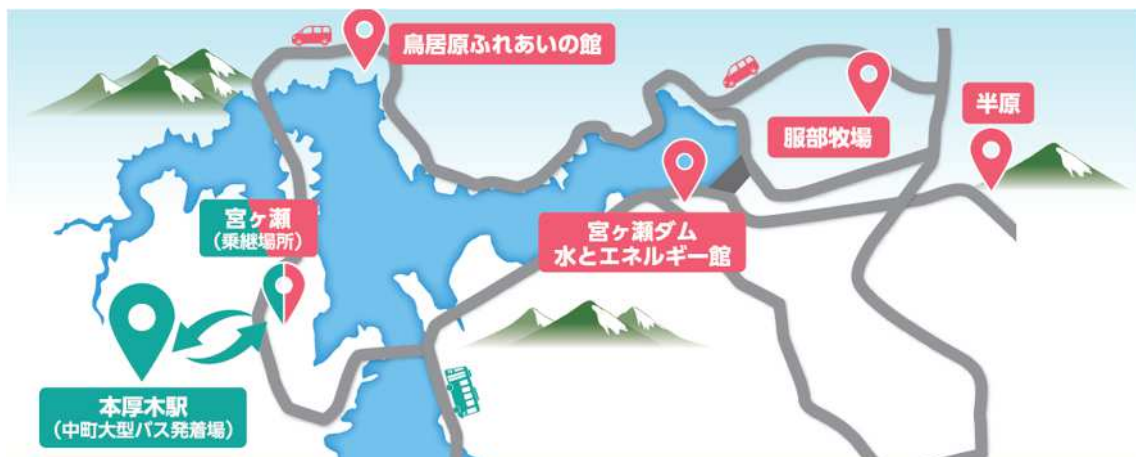 鳥居原ふれあいの館
半原
服部牧場
宮ヶ瀬
（乗継場所）
宮ヶ瀬ダム
水とエネルギー館
本厚木駅
（中町大型バス発着場）